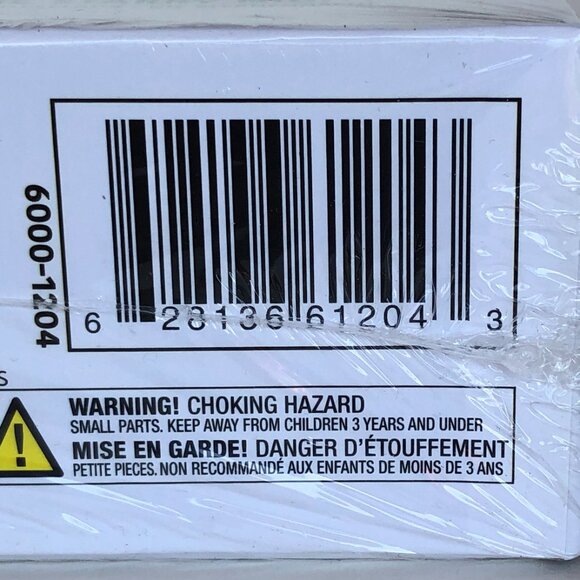 6000-1204
6 28136 61204 3
S
WARNING! CHOKING HAZARD
SMALL PARTS. KEEP AWAY FROM CHILDREN 3 YEARS AND UNDER
MISE EN GARDE! DANGER D'ÉTOUFFEMENT
PETITE PIECES. NON RECOMMANDÉ AUX ENFANTS DE MOINS DE 3 ANS